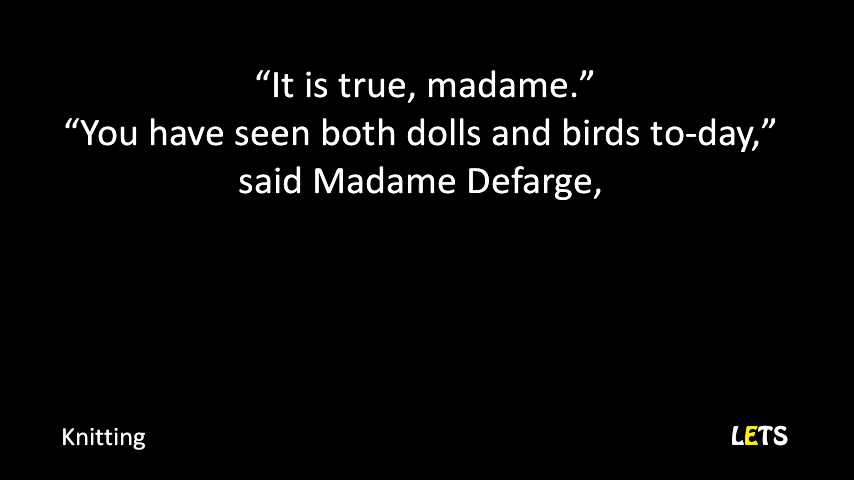 “It is true, madame.”
“You have seen both dolls and birds to-day,”
said Madame Defarge,
Knitting
LETS